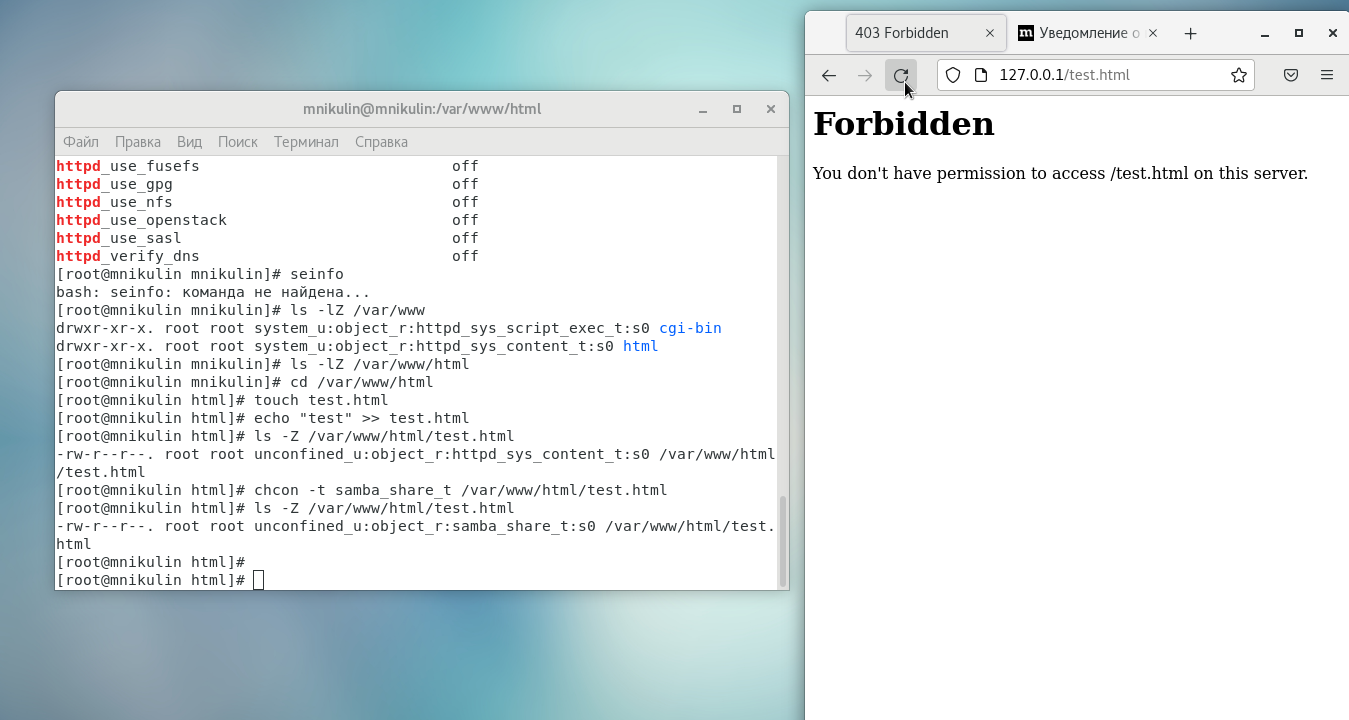 mnikulin@mnikulin:/var/www/html
Файл Правка Вид Поиск Терминал Справка
httpd_use_fusefs off
httpd_use_gpg off
httpd_use_nfs off
httpd_use_openstack off
httpd_use_sasl off
httpd_verify_dns off
[root@mnikulin mnikulin]# seinfo
bash: seinfo: команда не найдена...
[root@mnikulin mnikulin]# ls -lZ /var/www
drwxr-xr-x. root root system_u:object_r:httpd_sys_script_exec_t:s0 cgi-bin
drwxr-xr-x. root root system_u:object_r:httpd_sys_content_t:s0 html
[root@mnikulin mnikulin]# ls -lZ /var/www/html
[root@mnikulin mnikulin]# cd /var/www/html
[root@mnikulin html]# touch test.html
[root@mnikulin html]# echo "test" >> test.html
[root@mnikulin html]# ls -Z /var/www/html/test.html
-rw-r--r--. root root unconfined_u:object_r:httpd_sys_content_t:s0 /var/www/html
/test.html
[root@mnikulin html]# chcon -t samba_share_t /var/www/html/test.html
[root@mnikulin html]# ls -Z /var/www/html/test.html
-rw-r--r--. root root unconfined_u:object_r:samba_share_t:s0 /var/www/html/test.
html
[root@mnikulin html]#
[root@mnikulin html]#
403 Forbidden
m Уведомление о
127.0.0.1/test.html
Forbidden
You don't have permission to access /test.html on this server.